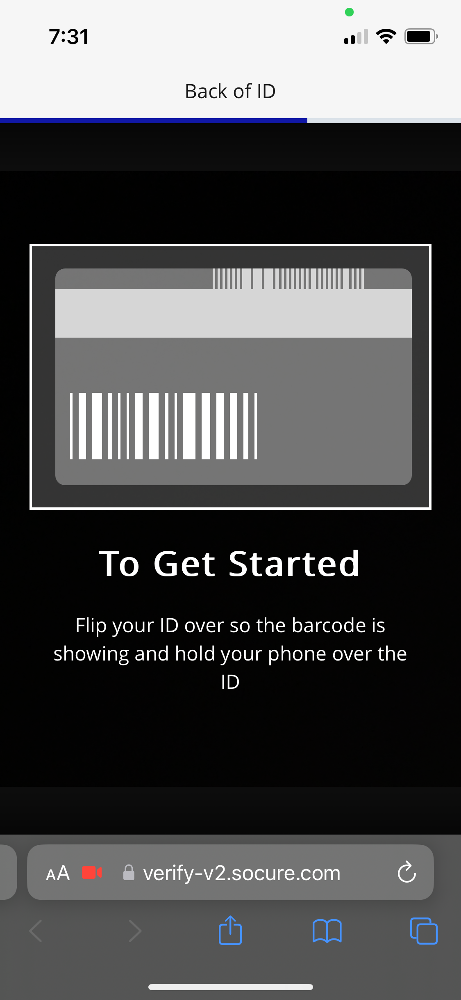 7:31
Back of ID
To Get Started
Flip your ID over so the barcode is
showing and hold your phone over the
ID
AA verify-v2.socure.com